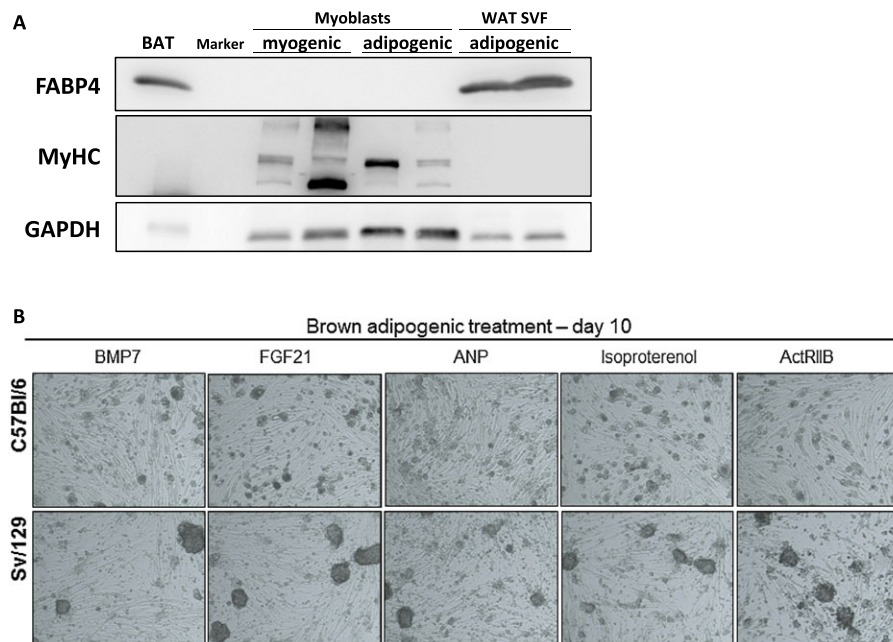 A
Myoblasts
WAT SVF
BAT
Marker
myogenic
adipogenic
adipogenic
FABP4
MyHC
GAPDH
B
Brown adipogenic treatment – day 10
BMP7
FGF21
ANP
Isoproterenol
ActRIIB
C57Bl/6
Sv/129